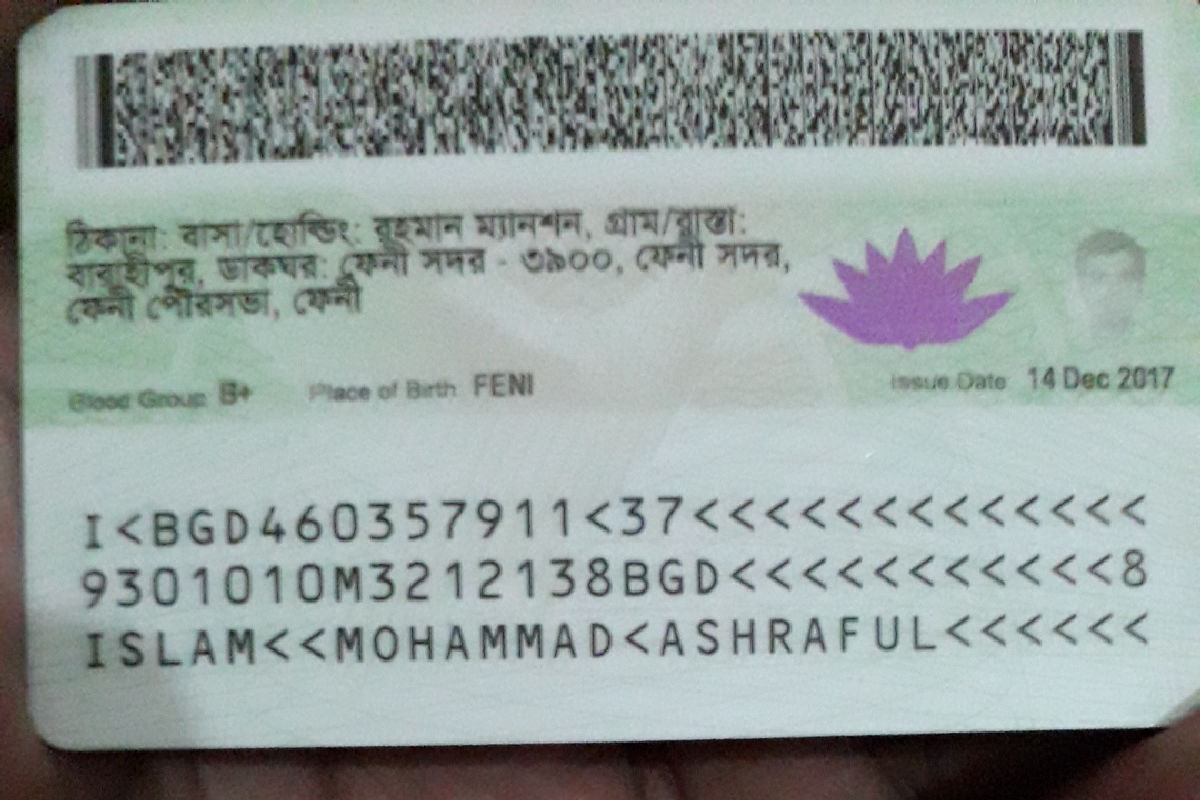 ঠিকানা: বাসা/হোল্ডিং: রহমান ম্যানশন, গ্রাম/রাস্তা:
বারাহীপুর, ডাকঘর: ফেনী সদর - ৩৯০০, ফেনী সদর,
ফেনী পৌরসভা, ফেনী
Blood Group B+ Place of Birth FENI Issue Date 14 Dec 2017
I<BGD460357911<37<<<<<<<<<<<<<
9301010M3212138BGD<<<<<<<<<<<8
ISLAM<<MOHAMMAD<ASHRAFUL<<<<<<